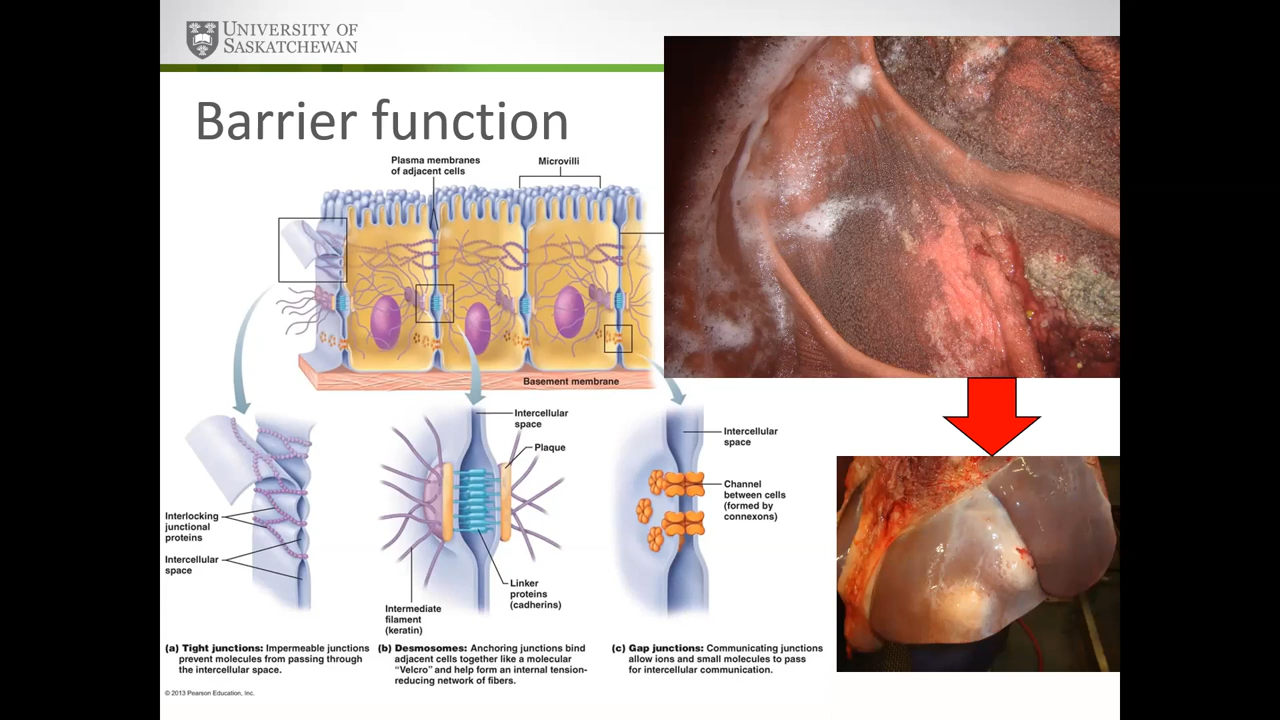 UNIVERSITY OF
SASKATCHEWAN
Barrier function
Plasma membranes
of adjacent cells
Microvilli
Basement membrane
Intercellular
space
Plaque
Intercellular
space
Channel
between cells
(formed by
connexons)
Interlocking
junctional
proteins
Intercellular
space
Linker
proteins
(cadherins)
Intermediate
filament
(keratin)
(a) Tight junctions: Impermeable junctions
prevent molecules from passing through
the intercellular space.
(b) Desmosomes: Anchoring junctions bind
adjacent cells together like a molecular
“Velcro” and help form an internal tension-
reducing network of fibers.
(c) Gap junctions: Communicating junctions
allow ions and small molecules to pass
for intercellular communication.
© 2013 Pearson Education, Inc.